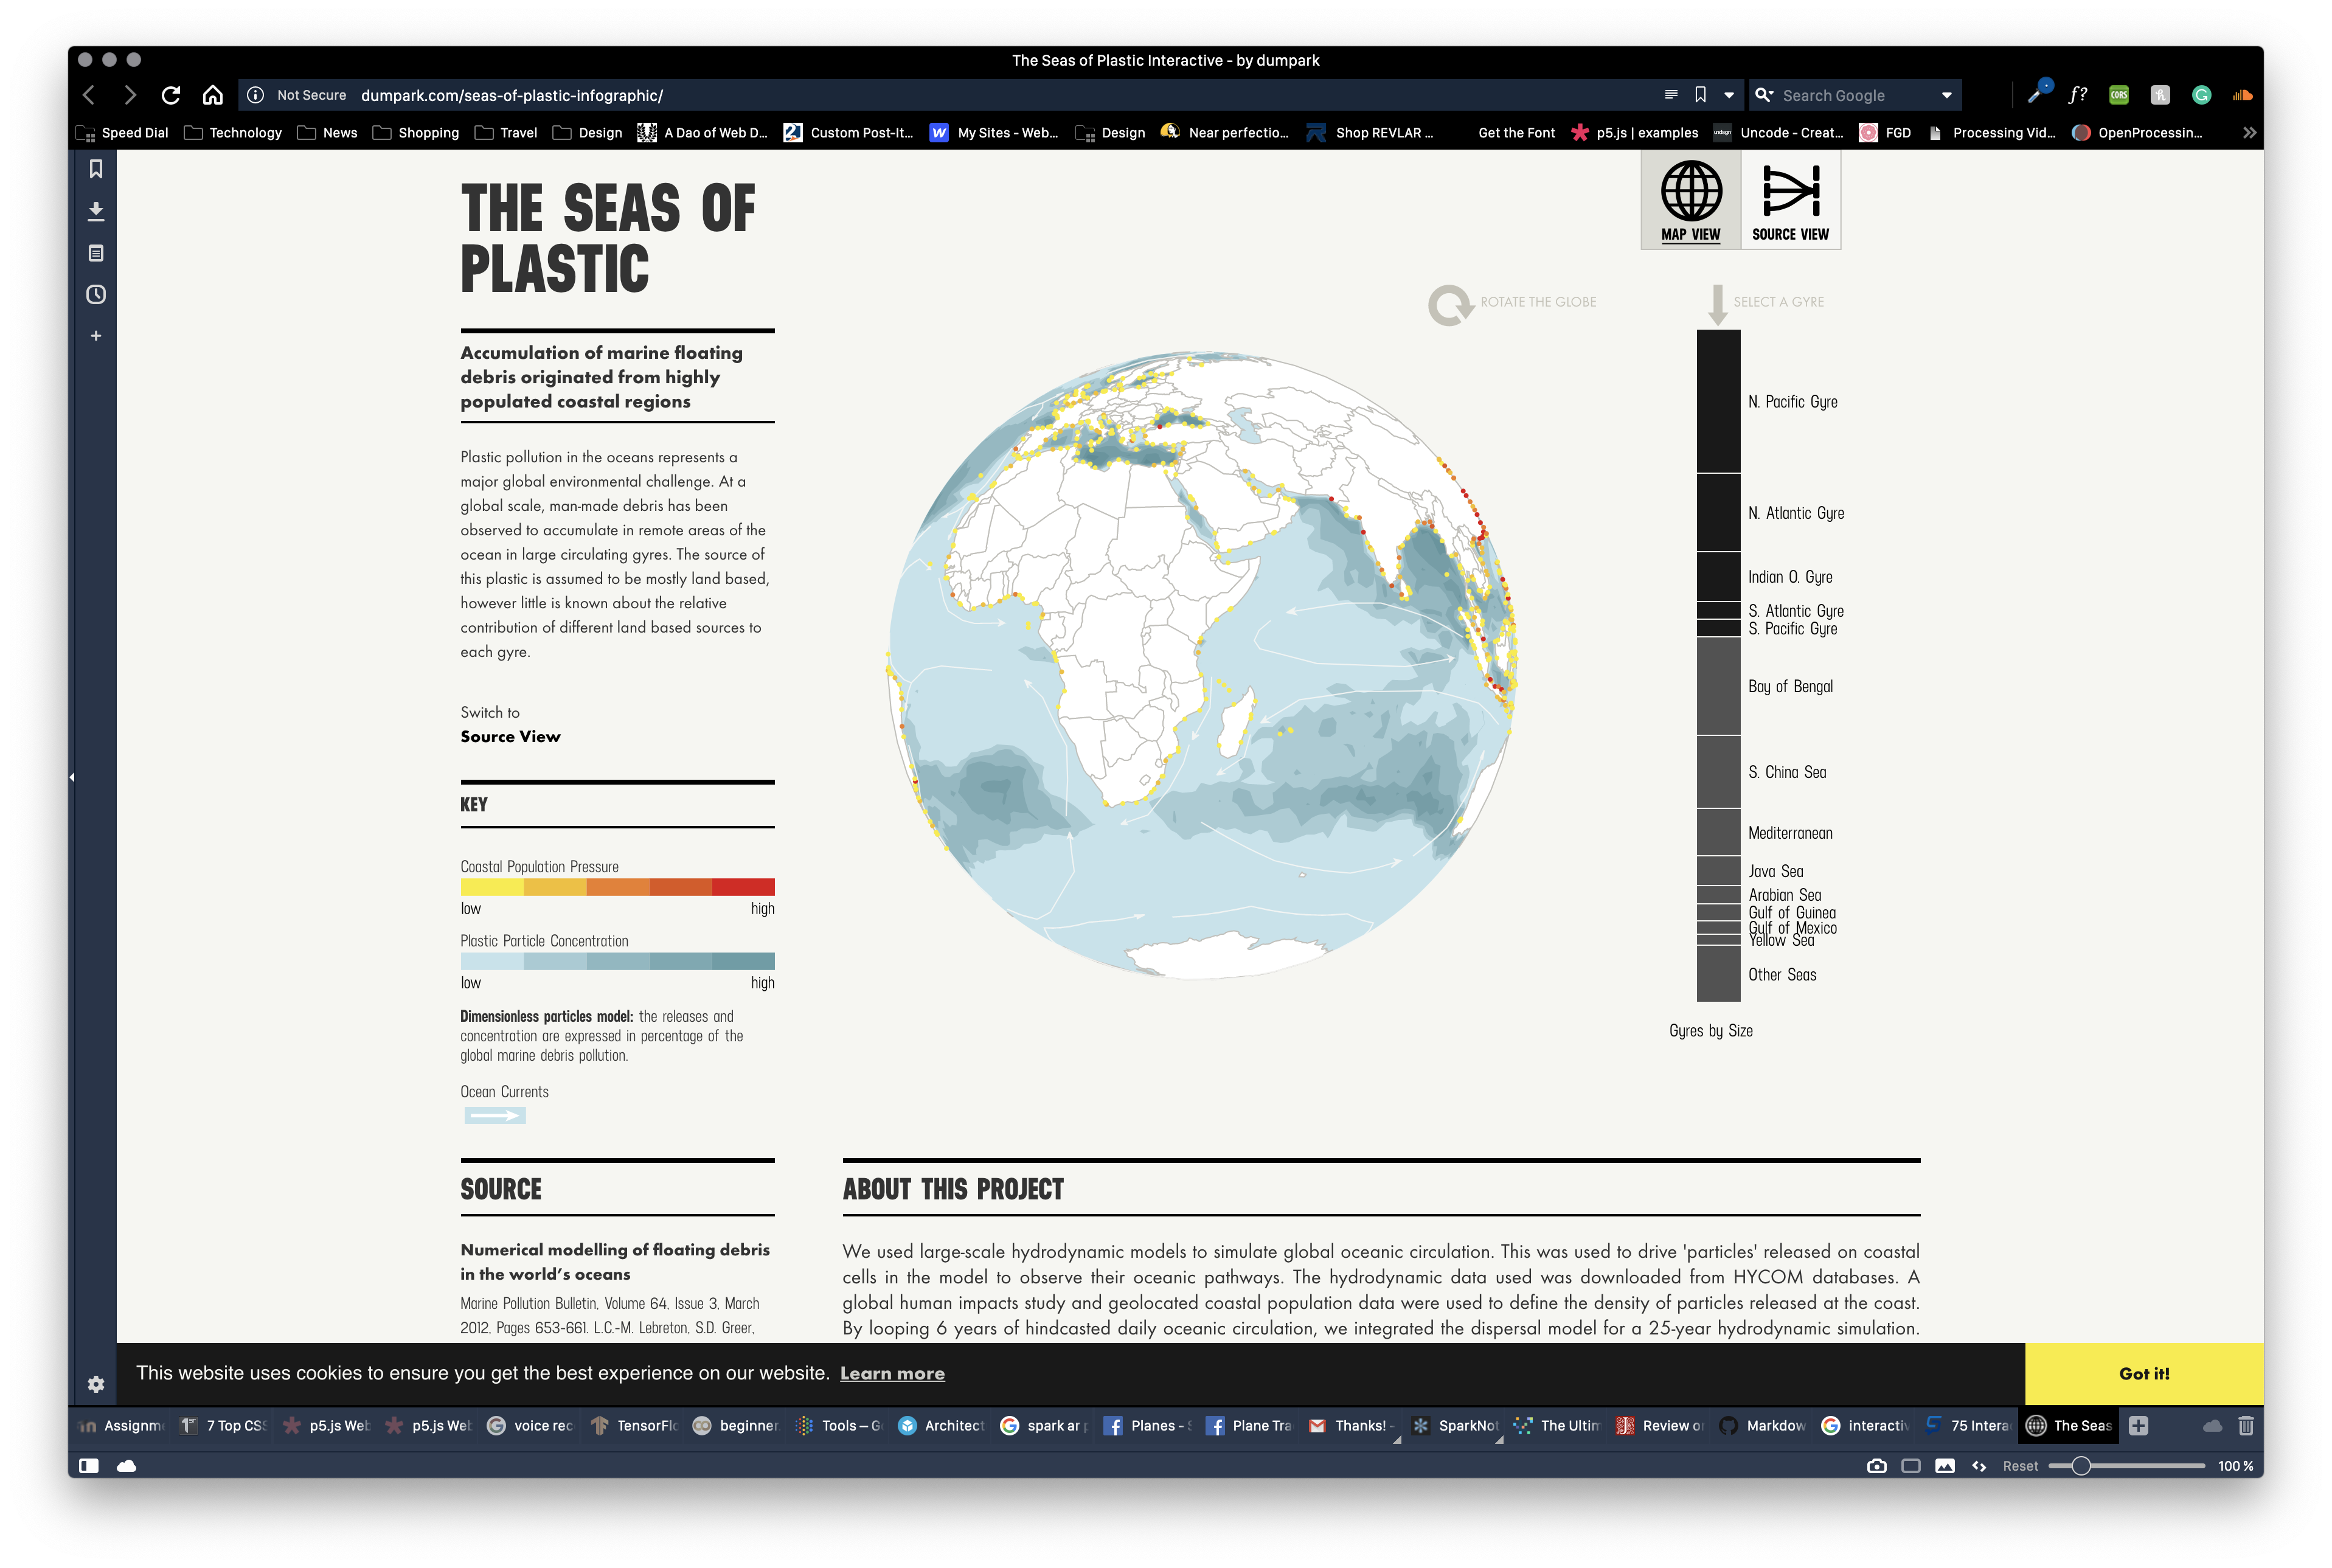 The Seas of Plastic Interactive - by dumpark
Not Secure dumpark.com/seas-of-plastic-infographic/
Search Google
f?
CORS
Speed Dial
Technology
News
Shopping
Travel
Design
A Dao of Web D...
Custom Post-It...
My Sites - Web...
Design
Near perfectio...
Shop REVLAR ...
Get the Font
p5.js | examples
Uncode - Creat...
FGD
Processing Vid...
OpenProcessin...
THE SEAS OF
PLASTIC
MAP VIEW
SOURCE VIEW
Accumulation of marine floating
debris originated from highly
populated coastal regions
Plastic pollution in the oceans represents a
major global environmental challenge. At a
global scale, man-made debris has been
observed to accumulate in remote areas of the
ocean in large circulating gyres. The source of
this plastic is assumed to be mostly land based,
however little is known about the relative
contribution of different land based sources to
each gyre.
Switch to
Source View
KEY
Coastal Population Pressure
low high
Plastic Particle Concentration
low high
Dimensionless particles model: the releases and
concentration are expressed in percentage of the
global marine debris pollution.
Ocean Currents
ROTATE THE GLOBE
SELECT A GYRE
N. Pacific Gyre
N. Atlantic Gyre
Indian O. Gyre
S. Atlantic Gyre
S. Pacific Gyre
Bay of Bengal
S. China Sea
Mediterranean
Java Sea
Arabian Sea
Gulf of Guinea
Gulf of Mexico
Yellow Sea
Other Seas
Gyres by Size
SOURCE
Numerical modelling of floating debris
in the world's oceans
Marine Pollution Bulletin, Volume 64, Issue 3, March
2012, Pages 653-661. L.C.-M. Lebreton, S.D. Greer,
ABOUT THIS PROJECT
We used large-scale hydrodynamic models to simulate global oceanic circulation. This was used to drive 'particles' released on coastal
cells in the model to observe their oceanic pathways. The hydrodynamic data used was downloaded from HYCOM databases. A
global human impacts study and geolocated coastal population data were used to define the density of particles released at the coast.
By looping 6 years of hindcasted daily oceanic circulation, we integrated the dispersal model for a 25-year hydrodynamic simulation.
This website uses cookies to ensure you get the best experience on our website. Learn more
Got it!
Assignm
7 Top CSS
p5.js Web
p5.js Web
voice rec
TensorFlo
beginner.
Tools – G
Architect
spark ar p
Planes - S
Plane Tra
Thanks! -
SparkNot
The Ultim
Review or
Markdow
interactiv
75 Intera
The Seas
Reset
100 %